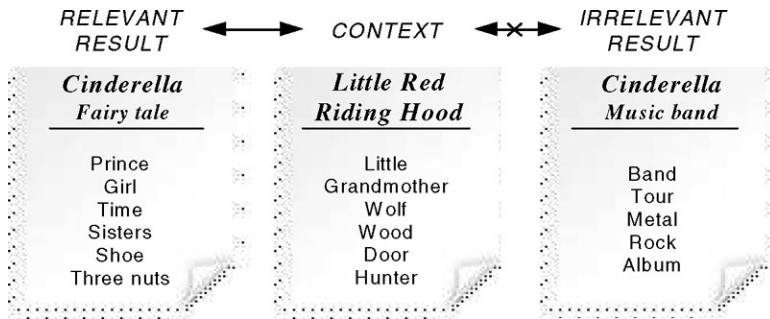 RELEVANT
RESULT
CONTEXT
IRRELEVANT
RESULT
Cinderella
Fairy tale
Prince
Girl
Time
Sisters
Shoe
Three nuts
Little Red
Riding Hood
Little
Grandmother
Wolf
Wood
Door
Hunter
Cinderella
Music band
Band
Tour
Metal
Rock
Album